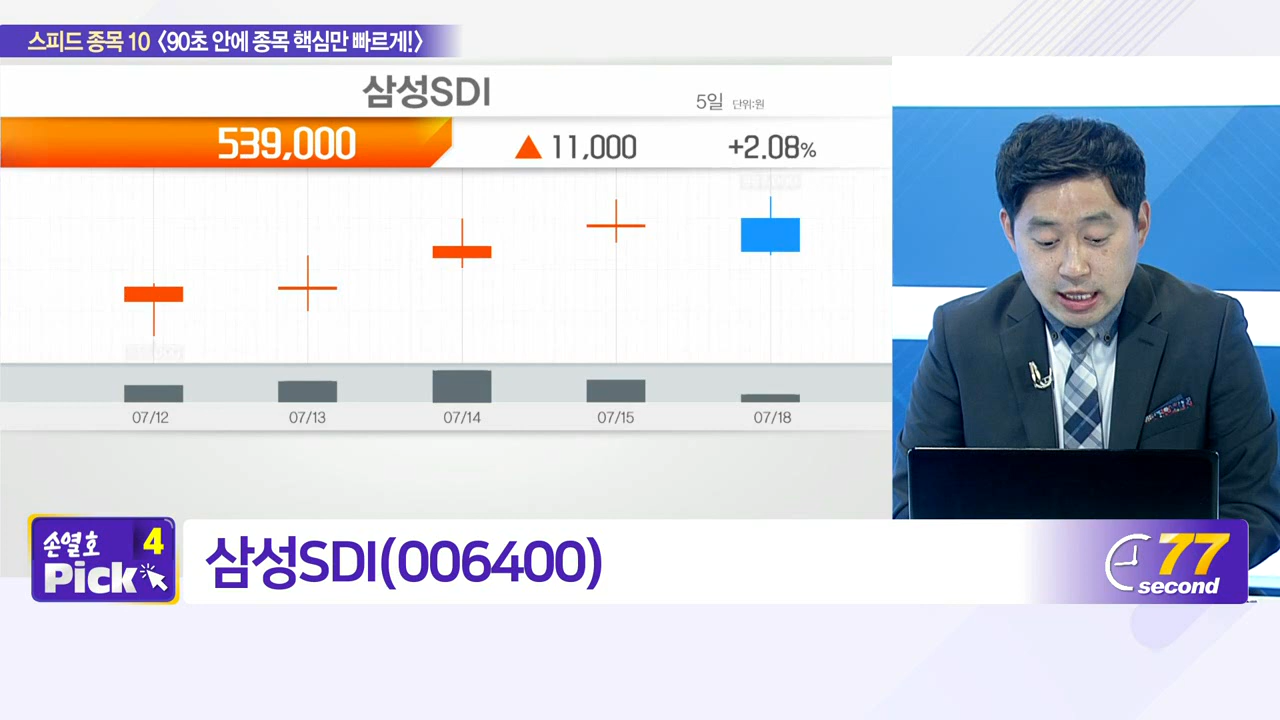 스피드 종목 10 〈90초 안에 종목 핵심만 빠르게!〉
삼성SDI
5일 단위:원
539,000 ▲ 11,000 +2.08%
07/12 07/13 07/14 07/15 07/18
손열호 4
Pick
삼성SDI(006400)
77
second